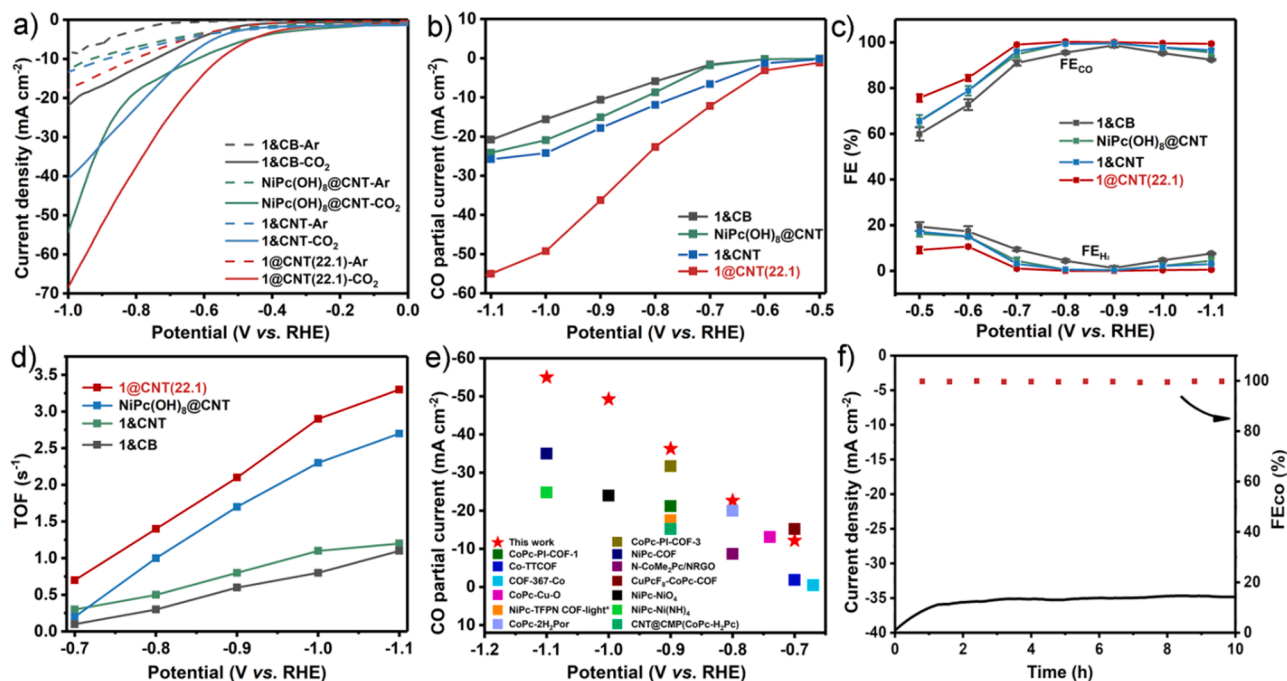 a)
Current density (mA cm⁻²)
0
-10
-20
-30
-40
-50
-60
-70
1&CB-Ar
1&CB-CO₂
NiPc(OH)₈@CNT-Ar
NiPc(OH)₈@CNT-CO₂
1&CNT-Ar
1&CNT-CO₂
1@CNT(22.1)-Ar
1@CNT(22.1)-CO₂
-1.0 -0.8 -0.6 -0.4 -0.2 0.0
Potential (V vs. RHE)
b)
CO partial current (mA cm⁻²)
10
0
-10
-20
-30
-40
-50
-60
1&CB
NiPc(OH)₈@CNT
1&CNT
1@CNT(22.1)
-1.1 -1.0 -0.9 -0.8 -0.7 -0.6 -0.5
Potential (V vs. RHE)
c)
FE (%)
100
80
60
40
20
0
FE_CO
1&CB
NiPc(OH)₈@CNT
1&CNT
1@CNT(22.1)
FE_H₂
-0.5 -0.6 -0.7 -0.8 -0.9 -1.0 -1.1
Potential (V vs. RHE)
d)
TOF (s⁻¹)
3.5
3.0
2.5
2.0
1.5
1.0
0.5
0.0
1@CNT(22.1)
NiPc(OH)₈@CNT
1&CNT
1&CB
-0.7 -0.8 -0.9 -1.0 -1.1
Potential (V vs. RHE)
e)
CO partial current (mA cm⁻²)
-60
-50
-40
-30
-20
-10
0
10
This work
CoPc-PI-COF-1
Co-TTCOF
COF-367-Co
CoPc-Cu-O
NiPc-TFPN COF-light*
CoPc-2H₂Por
CoPc-PI-COF-3
NiPc-COF
N-CoMe₂Pc/NRGO
CuPcF₈-CoPc-COF
NiPc-NiO₄
NiPc-Ni(NH)₄
CNT@CMP(CoPc-H₂Pc)
-1.2 -1.1 -1.0 -0.9 -0.8 -0.7
Potential (V vs. RHE)
f)
Current density (mA cm⁻²)
0
-5
-10
-15
-20
-25
-30
-35
-40
100
80
60
40
20
0
FEco (%)
0 2 4 6 8 10
Time (h)